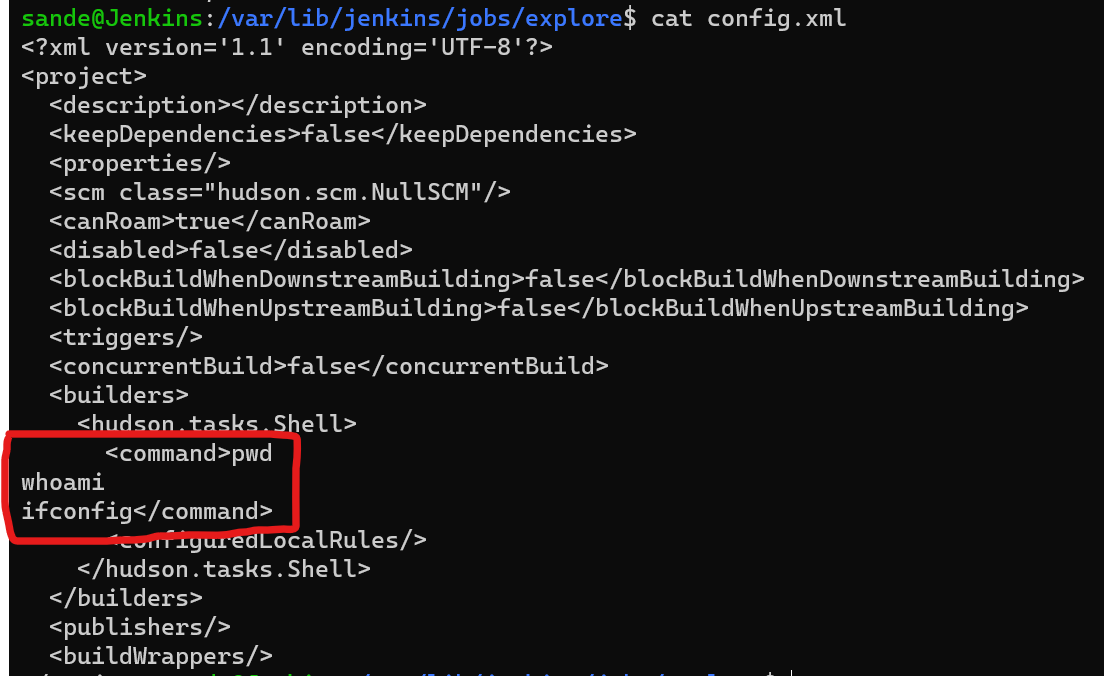 sande@Jenkins:/var/lib/jenkins/jobs/explore$ cat config.xml
<?xml version='1.1' encoding='UTF-8'?>
<project>
  <description></description>
  <keepDependencies>false</keepDependencies>
  <properties/>
  <scm class="hudson.scm.NullSCM"/>
  <canRoam>true</canRoam>
  <disabled>false</disabled>
  <blockBuildWhenDownstreamBuilding>false</blockBuildWhenDownstreamBuilding>
  <blockBuildWhenUpstreamBuilding>false</blockBuildWhenUpstreamBuilding>
  <triggers/>
  <concurrentBuild>false</concurrentBuild>
  <builders>
    <hudson.tasks.Shell>
      <command>pwd
whoami
ifconfig</command>
      <configuredLocalRules/>
    </hudson.tasks.Shell>
  </builders>
  <publishers/>
  <buildWrappers/>